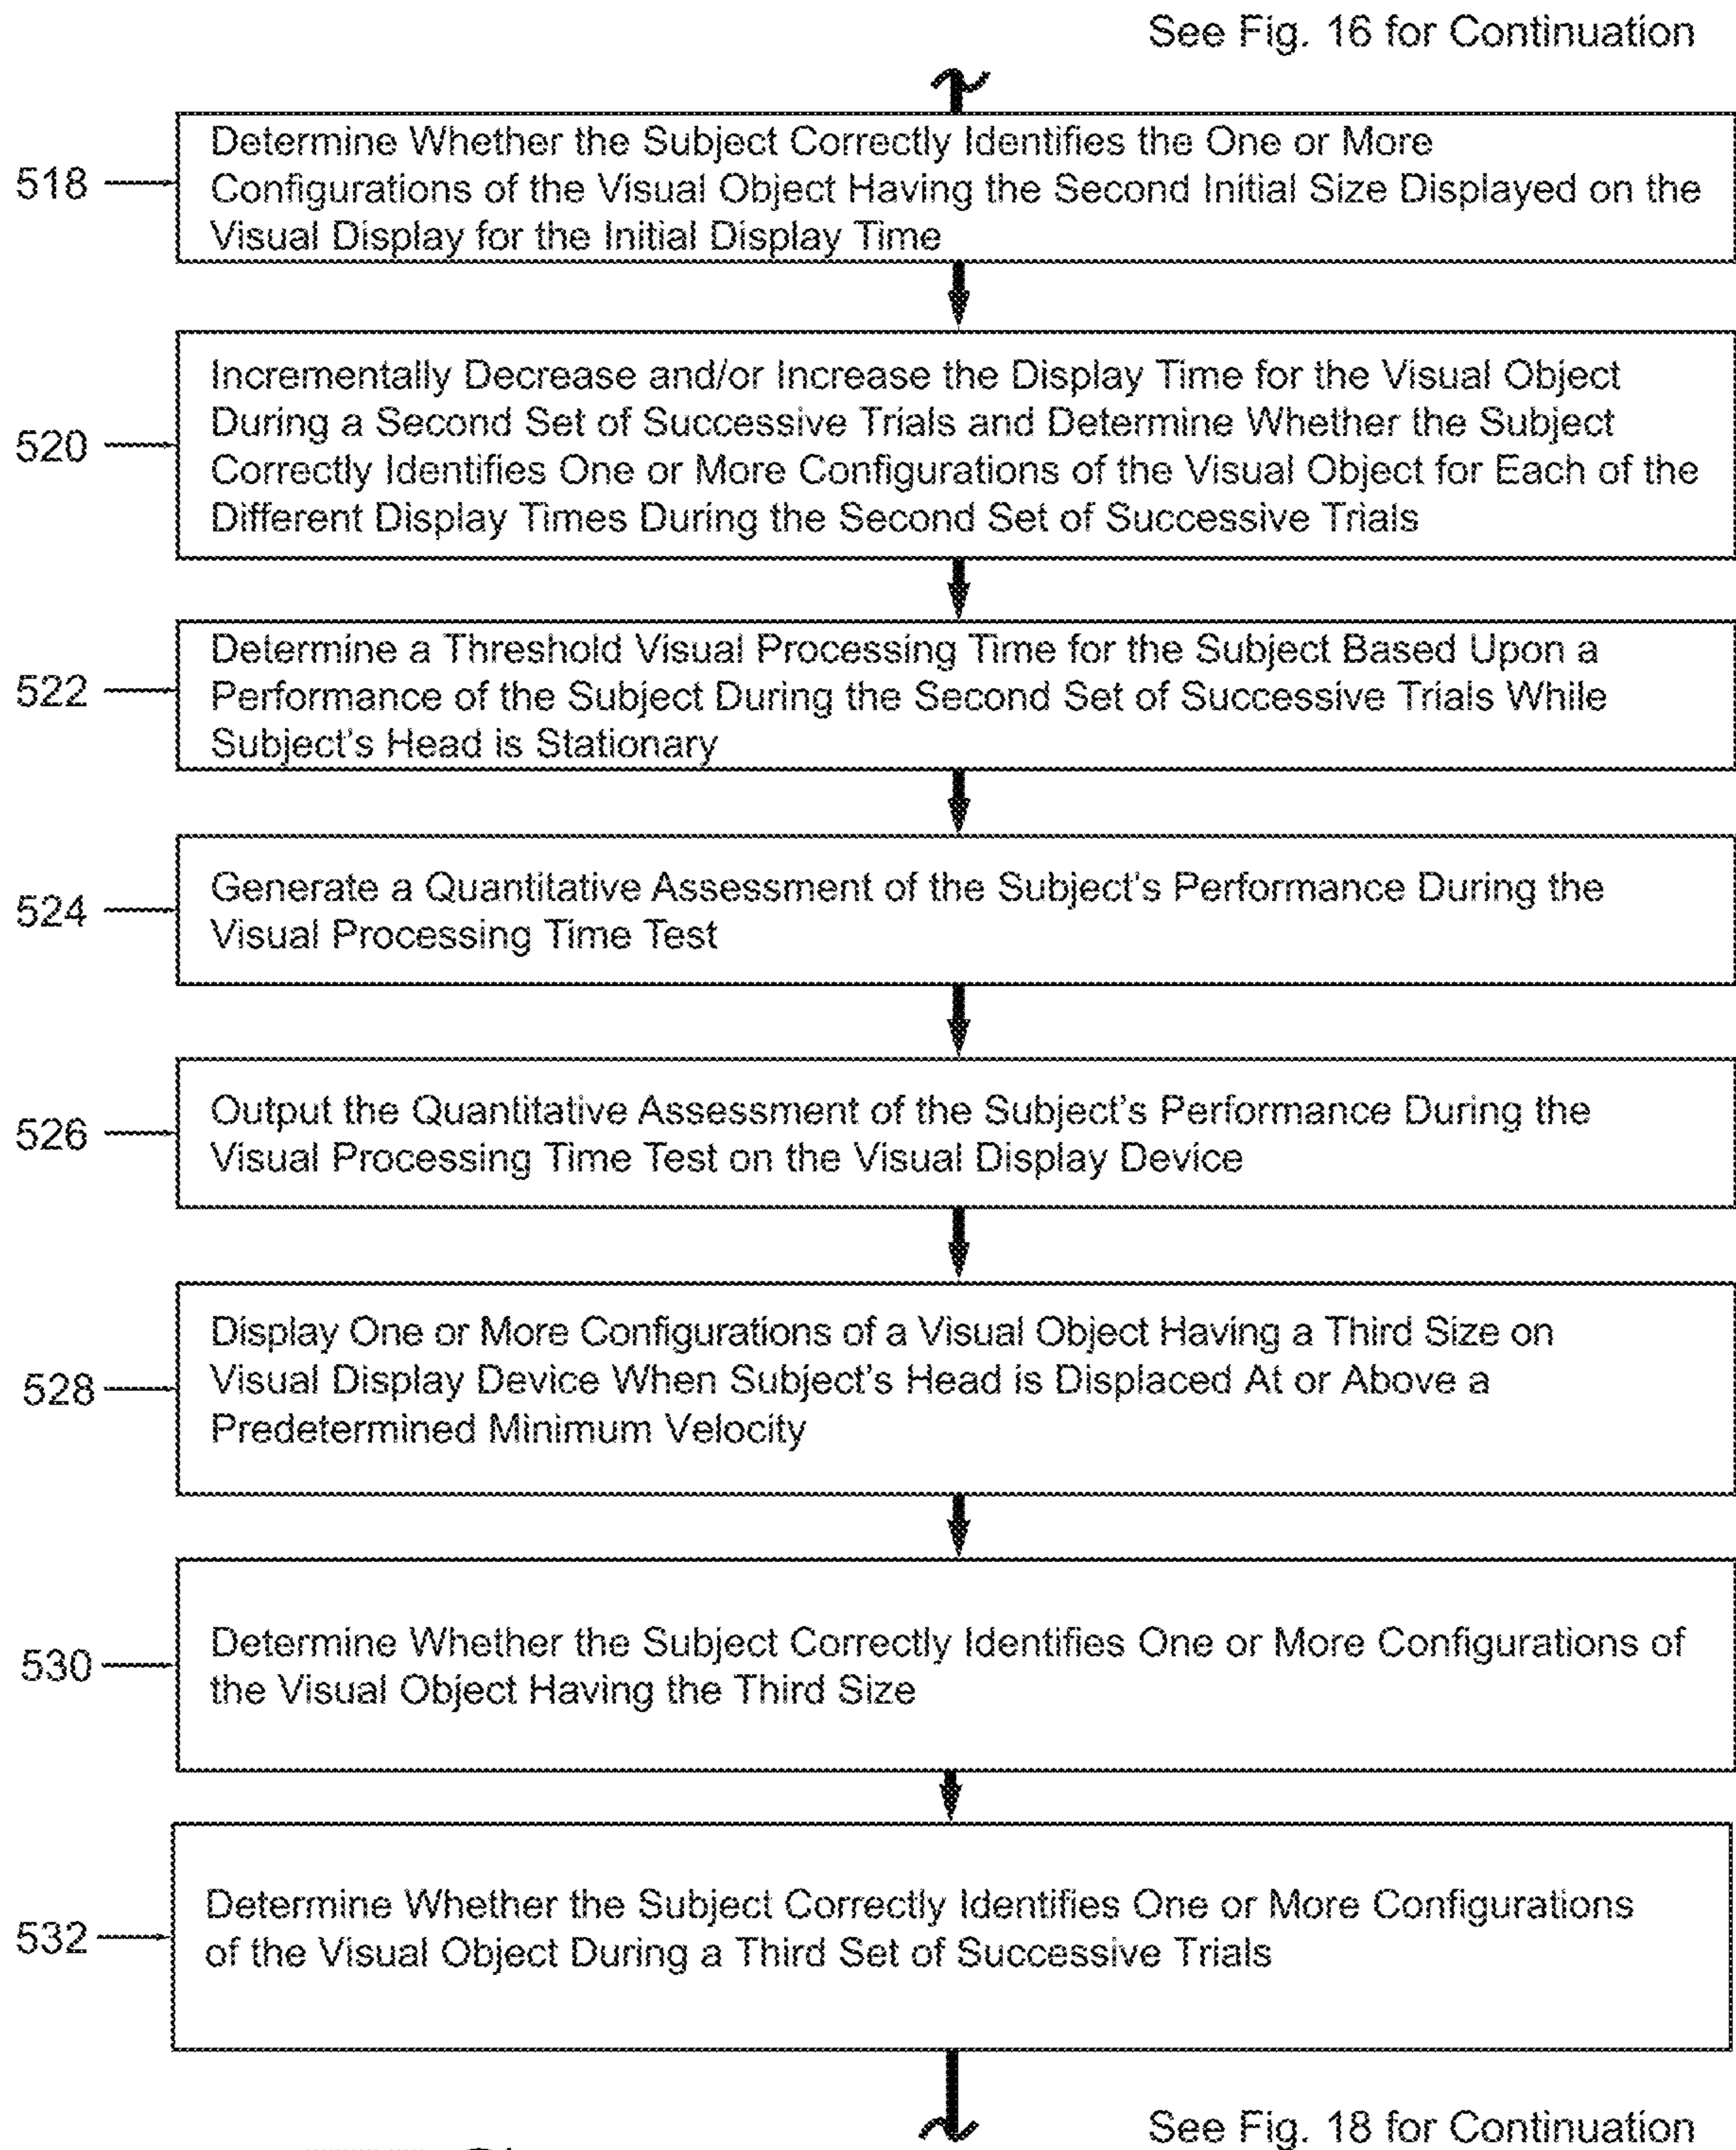 See Fig. 16 for Continuation
518
Determine Whether the Subject Correctly Identifies the One or More
Configurations of the Visual Object Having the Second Initial Size Displayed on the
Visual Display for the Initial Display Time
520
Incrementally Decrease and/or Increase the Display Time for the Visual Object
During a Second Set of Successive Trials and Determine Whether the Subject
Correctly Identifies One or More Configurations of the Visual Object for Each of the
Different Display Times During the Second Set of Successive Trials
522
Determine a Threshold Visual Processing Time for the Subject Based Upon a
Performance of the Subject During the Second Set of Successive Trials While
Subject's Head is Stationary
524
Generate a Quantitative Assessment of the Subject's Performance During the
Visual Processing Time Test
526
Output the Quantitative Assessment of the Subject's Performance During the
Visual Processing Time Test on the Visual Display Device
528
Display One or More Configurations of a Visual Object Having a Third Size on
Visual Display Device When Subject's Head is Displaced At or Above a
Predetermined Minimum Velocity
530
Determine Whether the Subject Correctly Identifies One or More Configurations of
the Visual Object Having the Third Size
532
Determine Whether the Subject Correctly Identifies One or More Configurations
of the Visual Object During a Third Set of Successive Trials
See Fig. 18 for Continuation